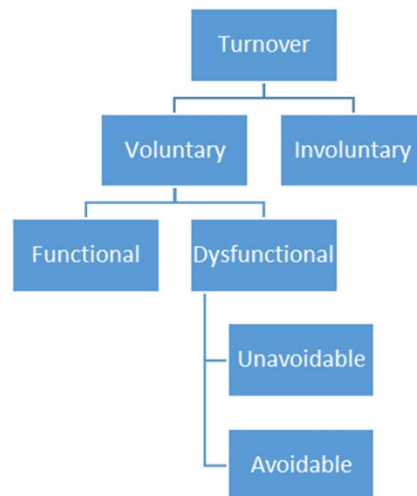 Turnover
Voluntary
Involuntary
Functional
Dysfunctional
Unavoidable
Avoidable